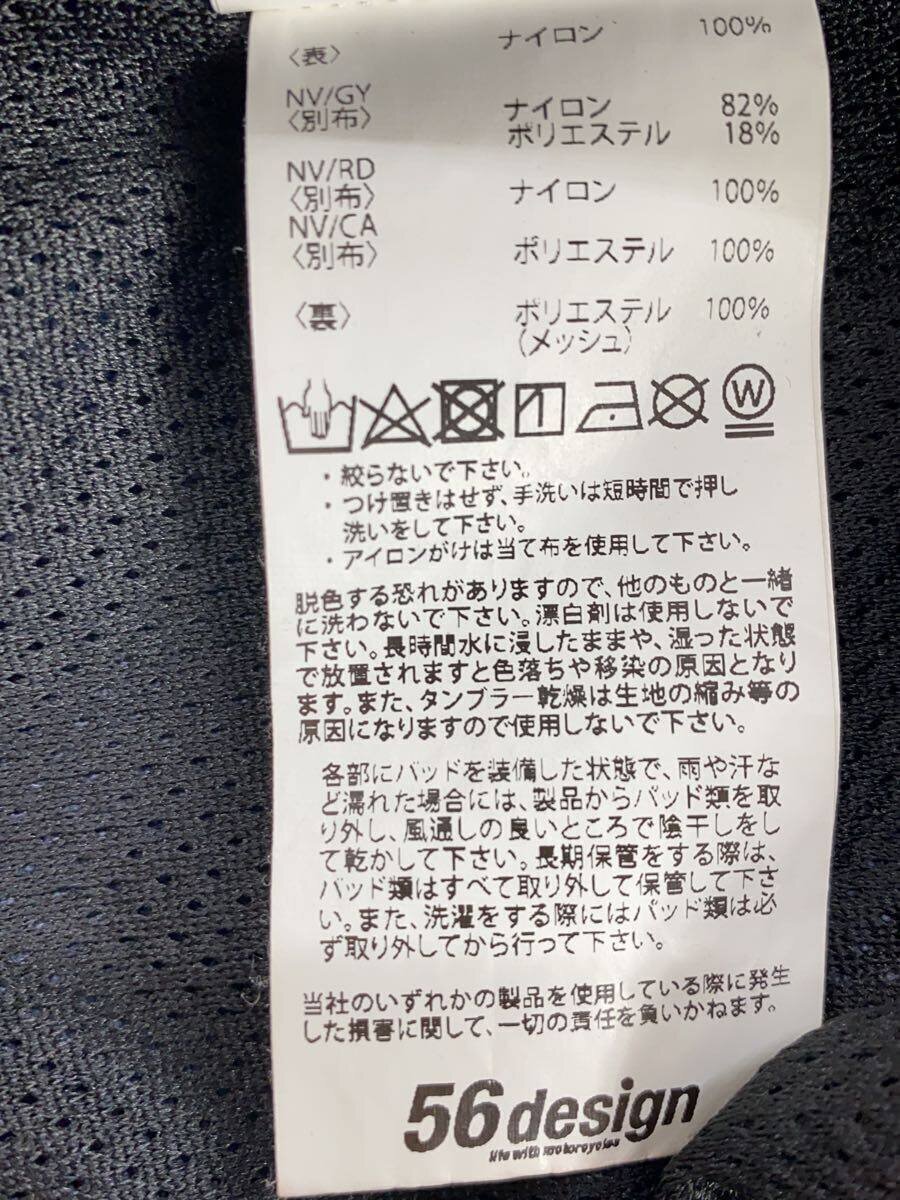 ナイロン 100%
〈表〉
NV/GY
〈別布〉 ナイロン 82%
ポリエステル 18%
NV/RD
〈別布〉 ナイロン 100%
NV/CA
〈別布〉 ポリエステル 100%
〈裏〉 ポリエステル 100%
(メッシュ)
W
・絞らないで下さい。
・つけ置きはせず、手洗いは短時間で押し
洗いをして下さい。
・アイロンがけは当て布を使用して下さい。
脱色する恐れがありますので、他のものと一緒
に洗わないで下さい。漂白剤は使用しないで
下さい。長時間水に浸したままや、湿った状態
で放置されますと色落ちや移染の原因となり
ます。また、タンブラー乾燥は生地の縮み等の
原因になりますので使用しないで下さい。
各部にパッドを装備した状態で、雨や汗な
ど濡れた場合には、製品からパッド類を取
り外し、風通しの良いところで陰干しをし
て乾かして下さい。長期保管をする際は、
パッド類はすべて取り外して保管して下さ
い。また、洗濯をする際にはパッド類は必
ず取り外してから行って下さい。
当社のいずれかの製品を使用している際に発生
した損害に関して、一切の責任を負いかねます。
56design
life with motorcycles